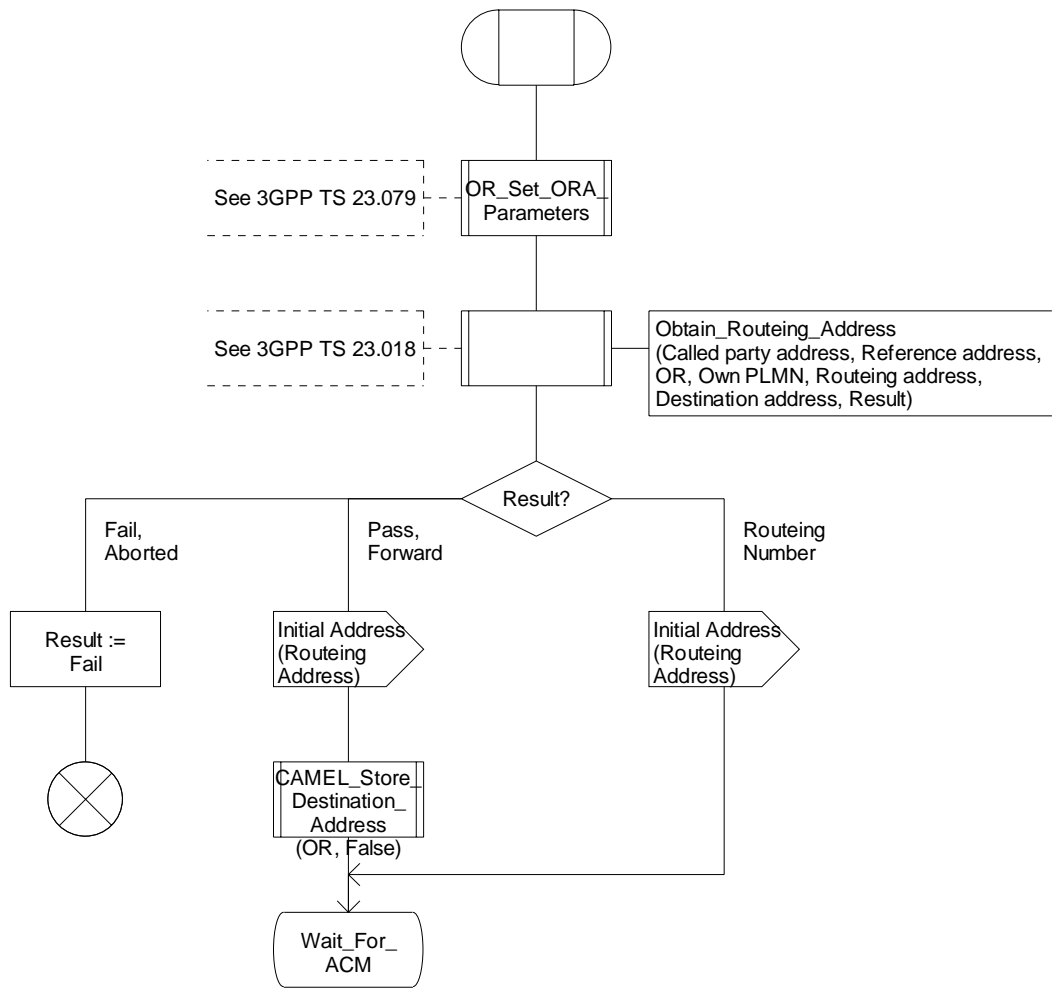 See 3GPP TS 23.079
OR_Set_ORA_
Parameters
See 3GPP TS 23.018
Obtain_Routeing_Address
(Called party address, Reference address,
OR, Own PLMN, Routeing address,
Destination address, Result)
Result?
Fail,
Aborted
Pass,
Forward
Routeing
Number
Result :=
Fail
Initial Address
(Routeing
Address)
Initial Address
(Routeing
Address)
CAMEL_Store_
Destination_
Address
(OR, False)
Wait_For_
ACM